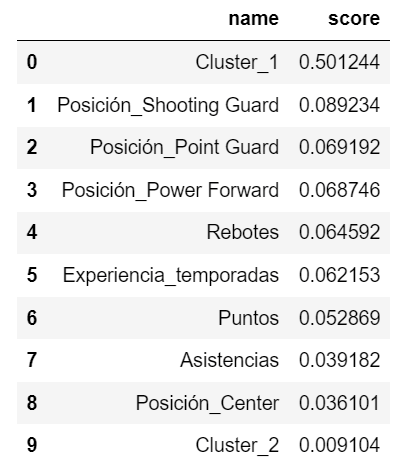 name score
0 Cluster_1 0.501244
1 Posición_Shooting Guard 0.089234
2 Posición_Point Guard 0.069192
3 Posición_Power Forward 0.068746
4 Rebotes 0.064592
5 Experiencia_temporadas 0.062153
6 Puntos 0.052869
7 Asistencias 0.039182
8 Posición_Center 0.036101
9 Cluster_2 0.009104